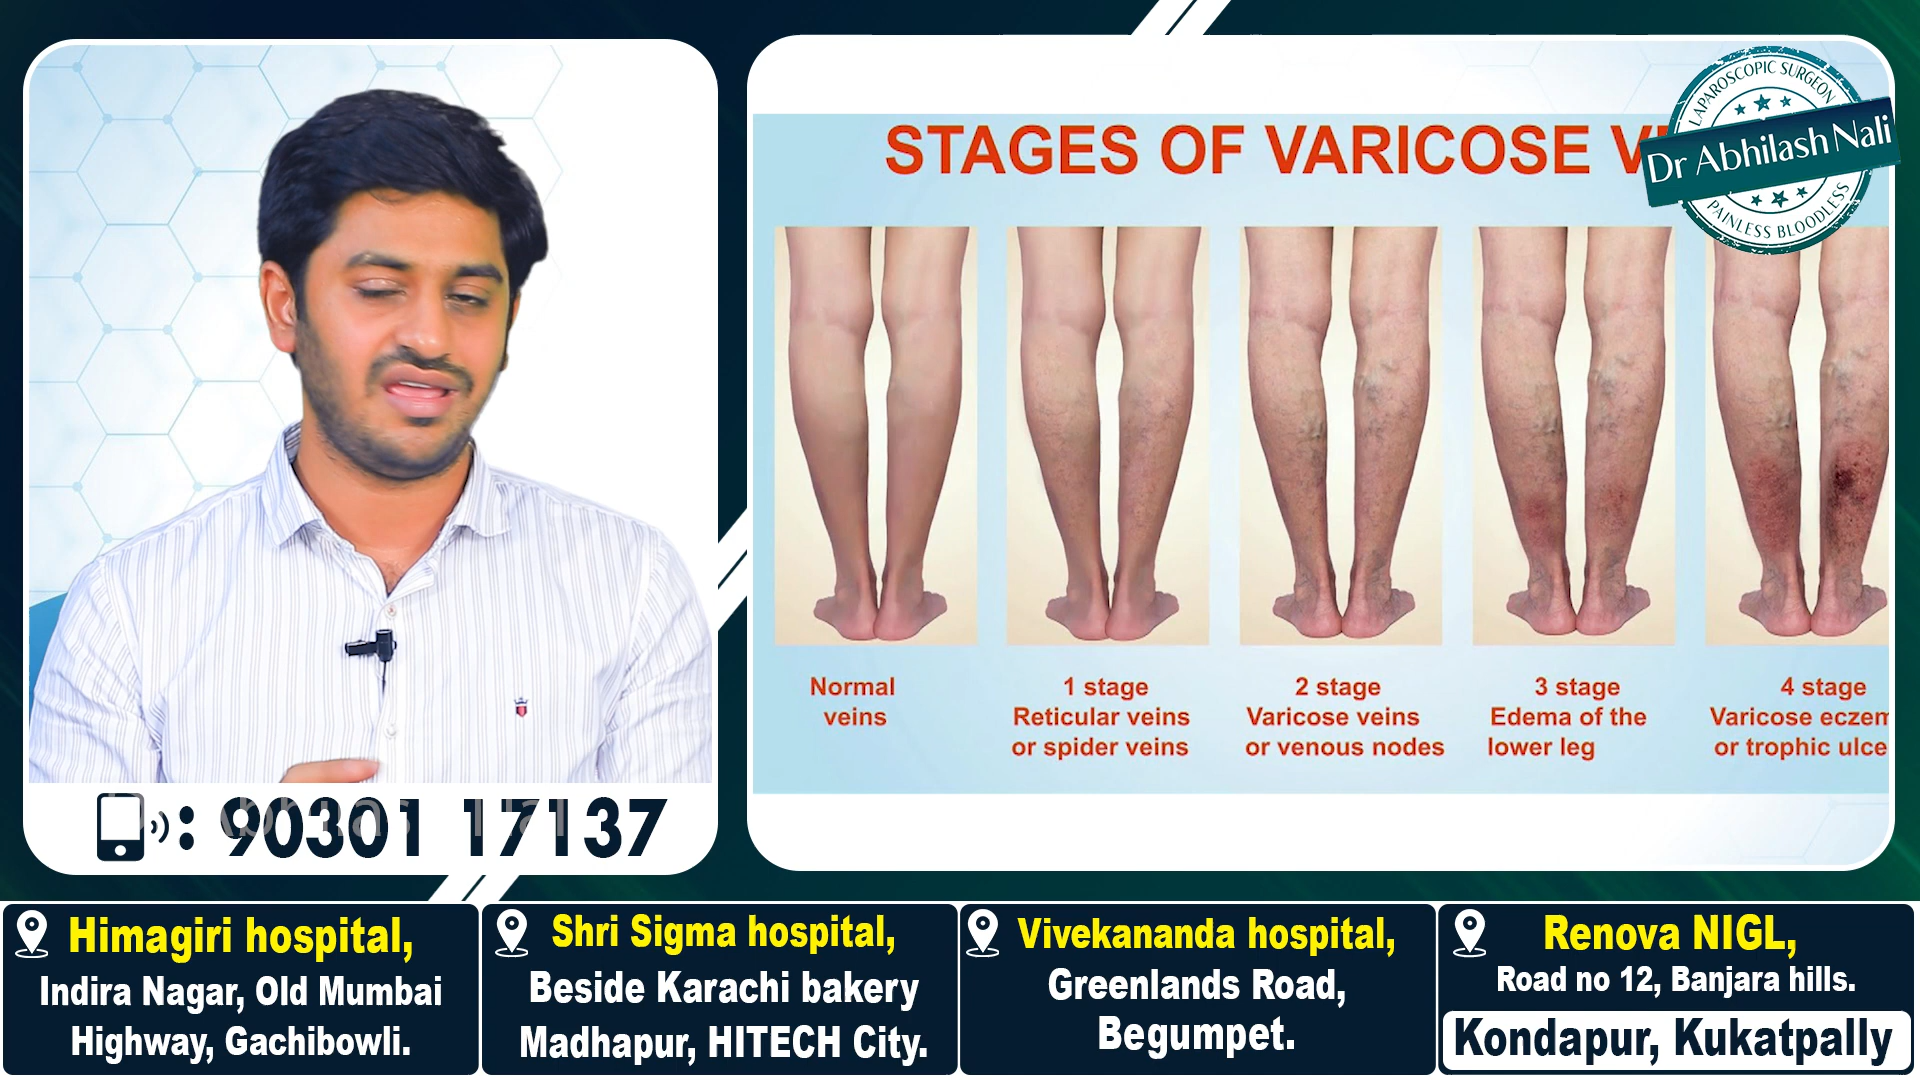 STAGES OF VARICOSE
LAPAROSCOPIC SURGEON
Dr Abhilash Nali
PAINLESS BLOODLESS
Normal
veins
1 stage
Reticular veins
or spider veins
2 stage
Varicose veins
or venous nodes
3 stage
Edema of the
lower leg
4 stage
Varicose eczem
or trophic ulce
: 90301 17137
Himagiri hospital,
Indira Nagar, Old Mumbai
Highway, Gachibowli.
Shri Sigma hospital,
Beside Karachi bakery
Madhapur, HITECH City.
Vivekananda hospital,
Greenlands Road,
Begumpet.
Renova NIGL,
Road no 12, Banjara hills.
Kondapur, Kukatpally